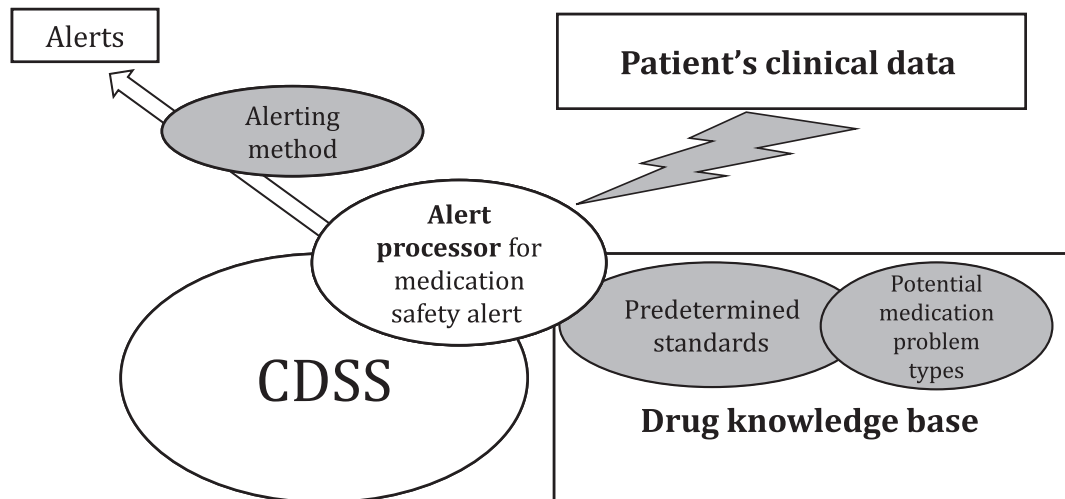 Alerts
Patient’s clinical data
Alerting
method
Alert
processor for
medication
safety alert
Predetermined
standards
Potential
medication
problem
types
CDSS
Drug knowledge base